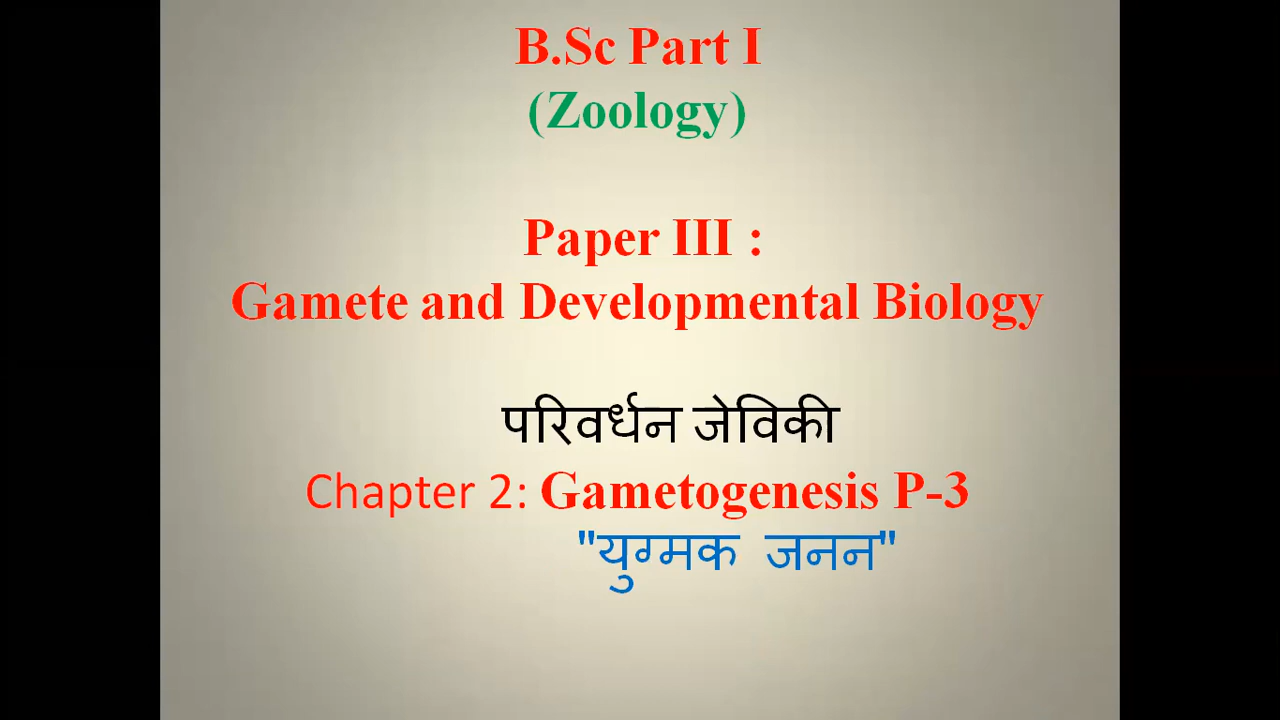 B.Sc Part I
(Zoology)
Paper III :
Gamete and Developmental Biology
परिवर्धन जेविकी
Chapter 2: Gametogenesis P-3
"युग्मक जनन"